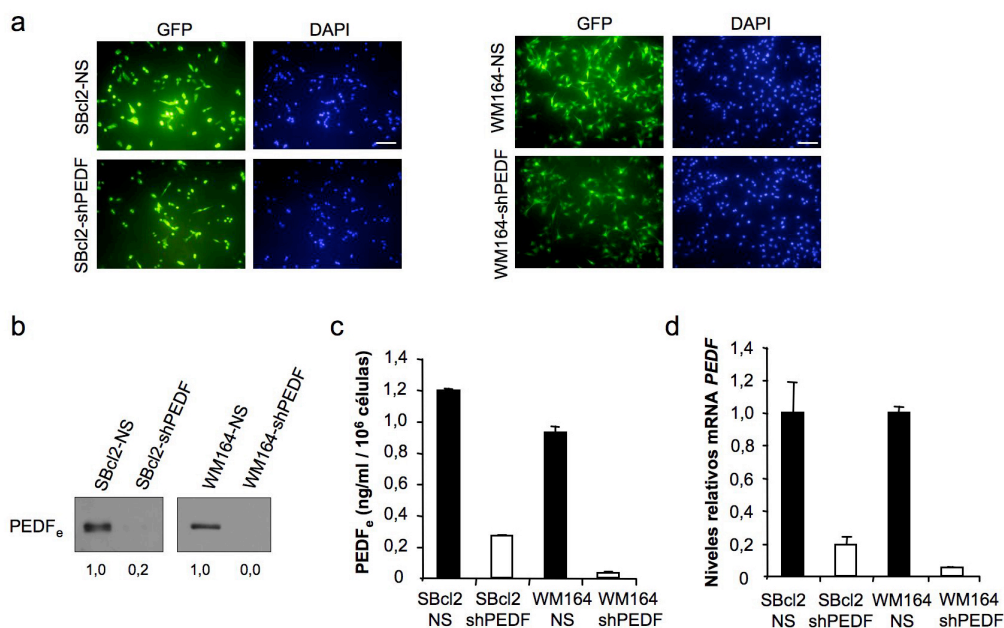 a
GFP
DAPI
SBcl2-NS
SBcl2-shPEDF
GFP
DAPI
WM164-NS
WM164-shPEDF
b
SBcl2-NS
SBcl2-shPEDF
WM164-NS
WM164-shPEDF
PEDFe
1,0
0,2
1,0
0,0
c
PEDFe (ng/ml / 10⁶ células)
1,4
1,2
1,0
0,8
0,6
0,4
0,2
0
SBcl2 NS
SBcl2 shPEDF
WM164 NS
WM164 shPEDF
d
Niveles relativos mRNA PEDF
1,4
1,2
1,0
0,8
0,6
0,4
0,2
0
SBcl2 NS
SBcl2 shPEDF
WM164 NS
WM164 shPEDF